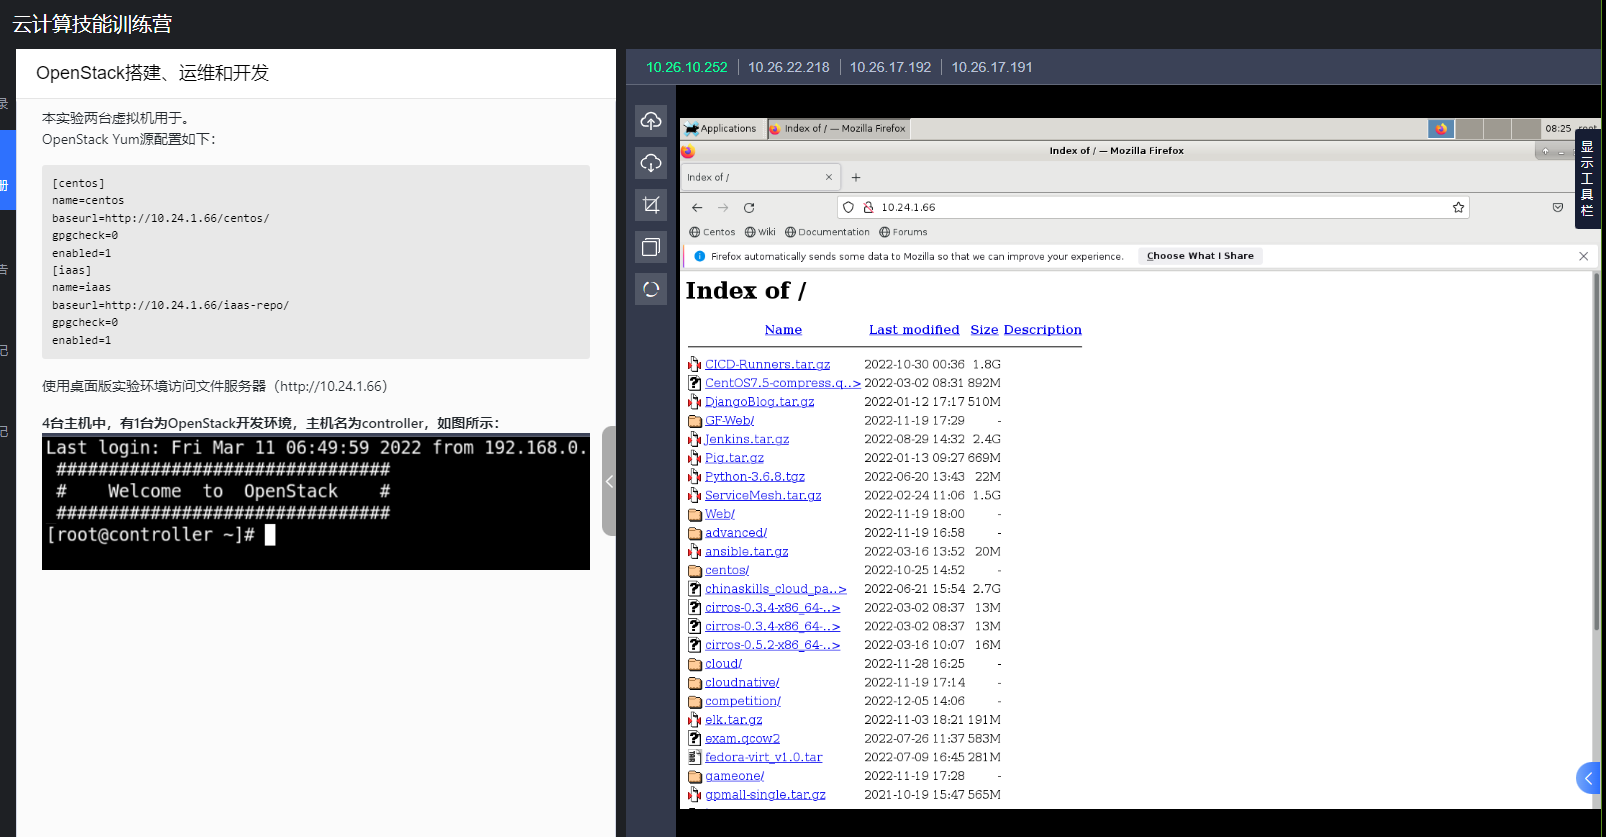 云计算技能训练营
OpenStack搭建、运维和开发
录
册
告
记
记
本实验两台虚拟机用于。
OpenStack Yum源配置如下：
[centos]
name=centos
baseurl=http://10.24.1.66/centos/
gpgcheck=0
enabled=1
[iaas]
name=iaas
baseurl=http://10.24.1.66/iaas-repo/
gpgcheck=0
enabled=1
使用桌面版实验环境访问文件服务器（http://10.24.1.66）
4台主机中，有1台为OpenStack开发环境，主机名为controller，如图所示：
Last login: Fri Mar 11 06:49:59 2022 from 192.168.0.
################################
# Welcome to OpenStack #
################################
[root@controller ~]#
10.26.10.252 10.26.22.218 10.26.17.192 10.26.17.191
Applications Index of / — Mozilla Firefox 08:25 root
Index of / — Mozilla Firefox
显示工具栏
Index of /
10.24.1.66
Centos Wiki Documentation Forums
Firefox automatically sends some data to Mozilla so that we can improve your experience. Choose What I Share
Index of /
Name Last modified Size Description
CICD-Runners.tar.gz 2022-10-30 00:36 1.8G
CentOS7.5-compress.q..> 2022-03-02 08:31 892M
DjangoBlog.tar.gz 2022-01-12 17:17 510M
GF-Web/ 2022-11-19 17:29 -
Jenkins.tar.gz 2022-08-29 14:32 2.4G
Pig.tar.gz 2022-01-13 09:27 669M
Python-3.6.8.tgz 2022-06-20 13:43 22M
ServiceMesh.tar.gz 2022-02-24 11:06 1.5G
Web/ 2022-11-19 18:00 -
advanced/ 2022-11-19 16:58 -
ansible.tar.gz 2022-03-16 13:52 20M
centos/ 2022-10-25 14:52 -
chinaskills_cloud_pa..> 2022-06-21 15:54 2.7G
cirros-0.3.4-x86_64-..> 2022-03-02 08:37 13M
cirros-0.3.4-x86_64-..> 2022-03-02 08:37 13M
cirros-0.5.2-x86_64-..> 2022-03-16 10:07 16M
cloud/ 2022-11-28 16:25 -
cloudnative/ 2022-11-19 17:14 -
competition/ 2022-12-05 14:06 -
elk.tar.gz 2022-11-03 18:21 191M
exam.qcow2 2022-07-26 11:37 583M
fedora-virt_v1.0.tar 2022-07-09 16:45 281M
gameone/ 2022-11-19 17:28 -
gpmall-single.tar.gz 2021-10-19 15:47 565M